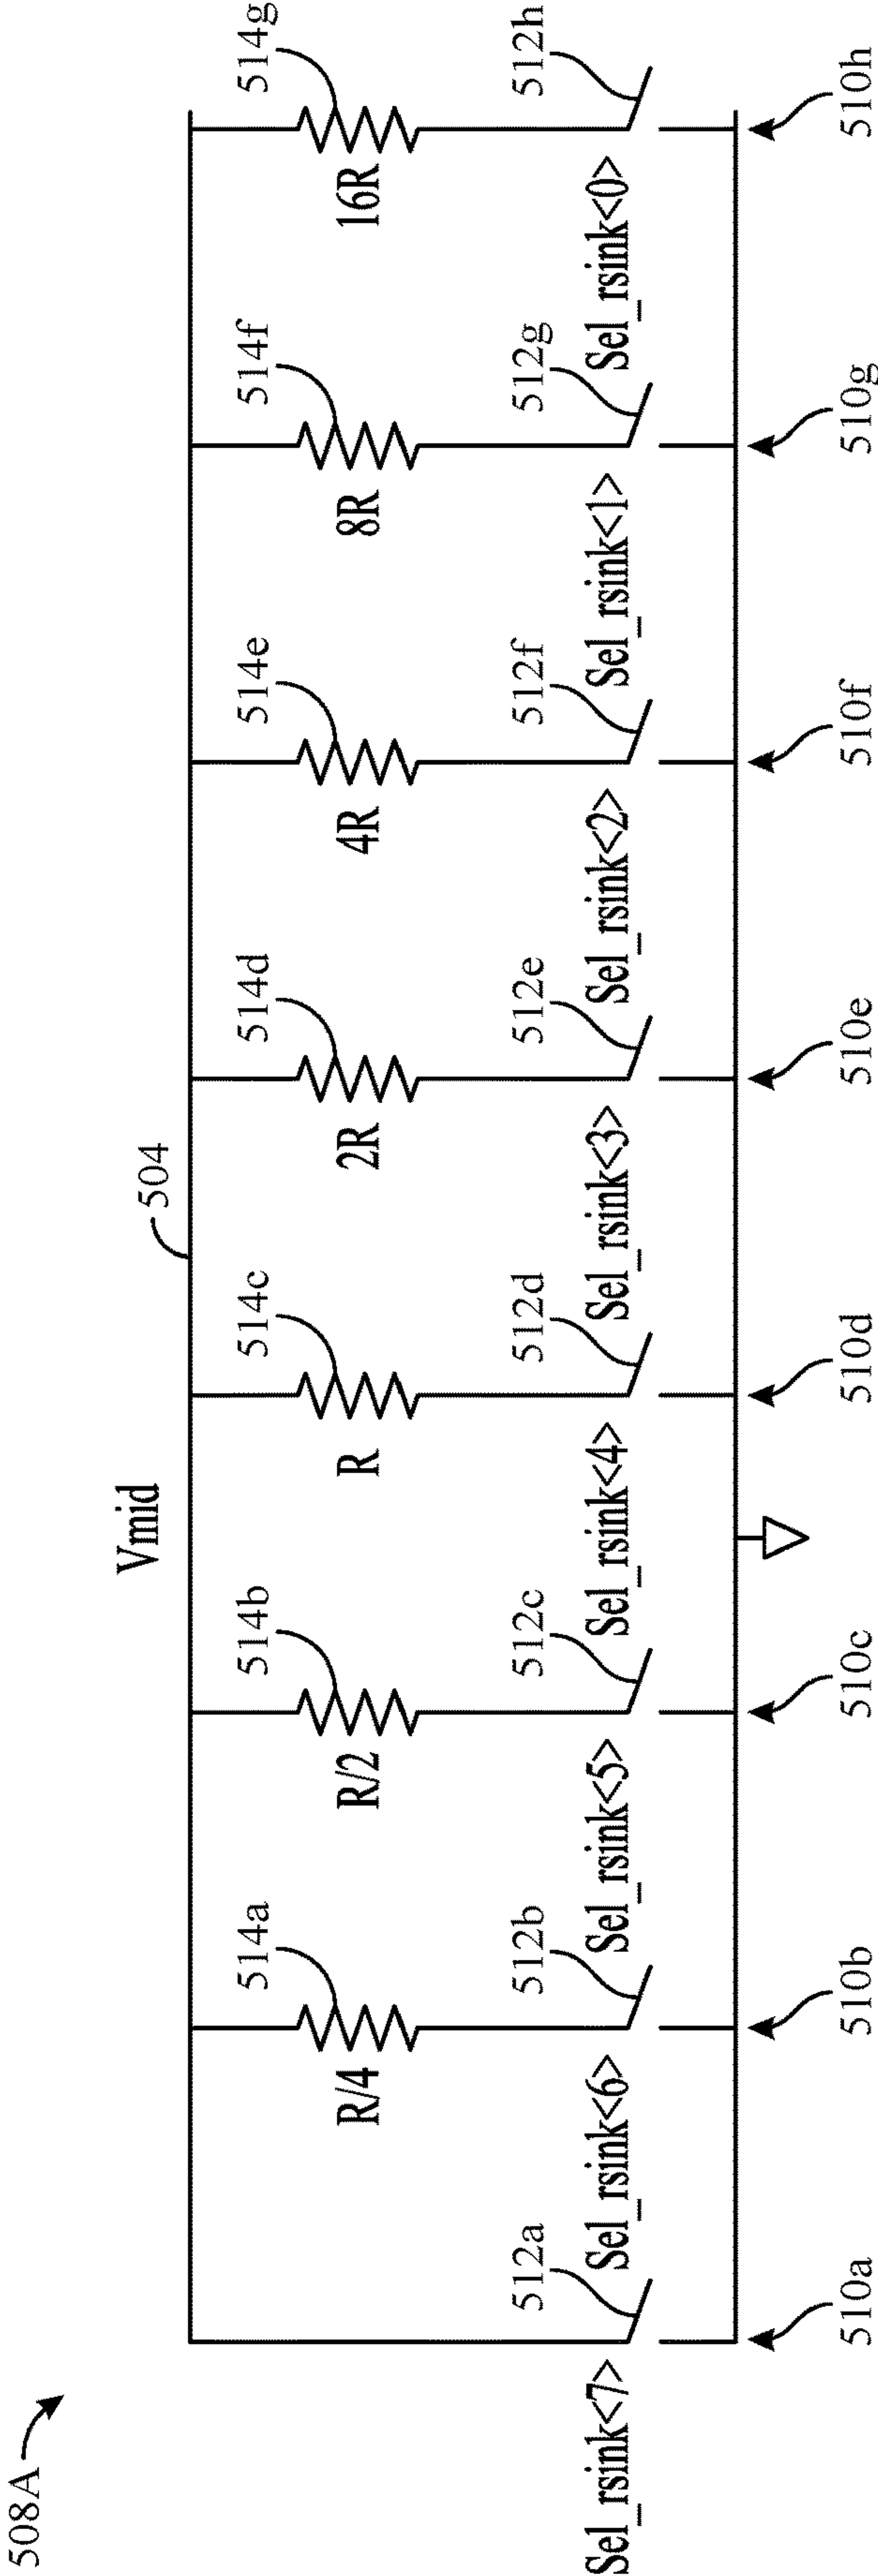 508A
Vmid
504
514a
514b
514c
514d
514e
514f
514g
R/4
R/2
R
2R
4R
8R
16R
512a
512b
512c
512d
512e
512f
512g
512h
Sel_rsink<7>
Sel_rsink<6>
Sel_rsink<5>
Sel_rsink<4>
Sel_rsink<3>
Sel_rsink<2>
Sel_rsink<1>
Sel_rsink<0>
510a
510b
510c
510d
510e
510f
510g
510h